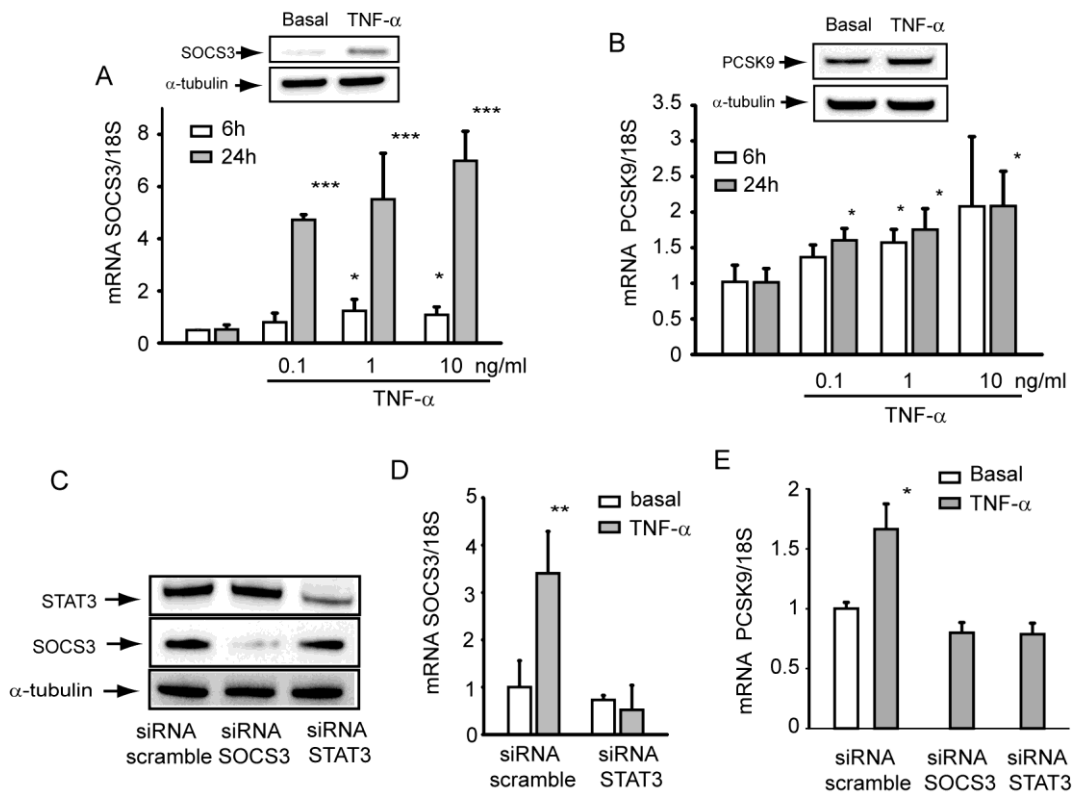 A
Basal TNF-α
SOCS3
α-tubulin
mRNA SOCS3/18S
8
6
4
2
0
6h
24h
***
***
***
*
*
0.1 1 10 ng/ml
TNF-α
B
Basal TNF-α
PCSK9
α-tubulin
mRNA PCSK9/18S
3.5
3
2.5
2
1.5
1
0.5
0
6h
24h
*
*
*
*
0.1 1 10 ng/ml
TNF-α
C
STAT3
SOCS3
α-tubulin
siRNA siRNA siRNA
scramble SOCS3 STAT3
D
mRNA SOCS3/18S
5
4
3
2
1
0
basal
TNF-α
**
siRNA siRNA
scramble STAT3
E
mRNA PCSK9/18S
2
1.5
1
0.5
0
Basal
TNF-α
*
siRNA siRNA siRNA
scramble SOCS3 STAT3